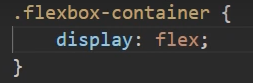 .flexbox-container {
    display: flex;
}